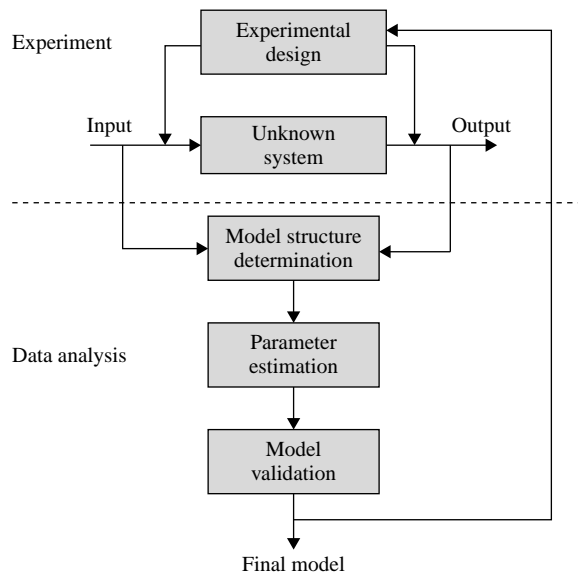 Experiment
Experimental
design
Input
Unknown
system
Output
Model structure
determination
Data analysis
Parameter
estimation
Model
validation
Final model